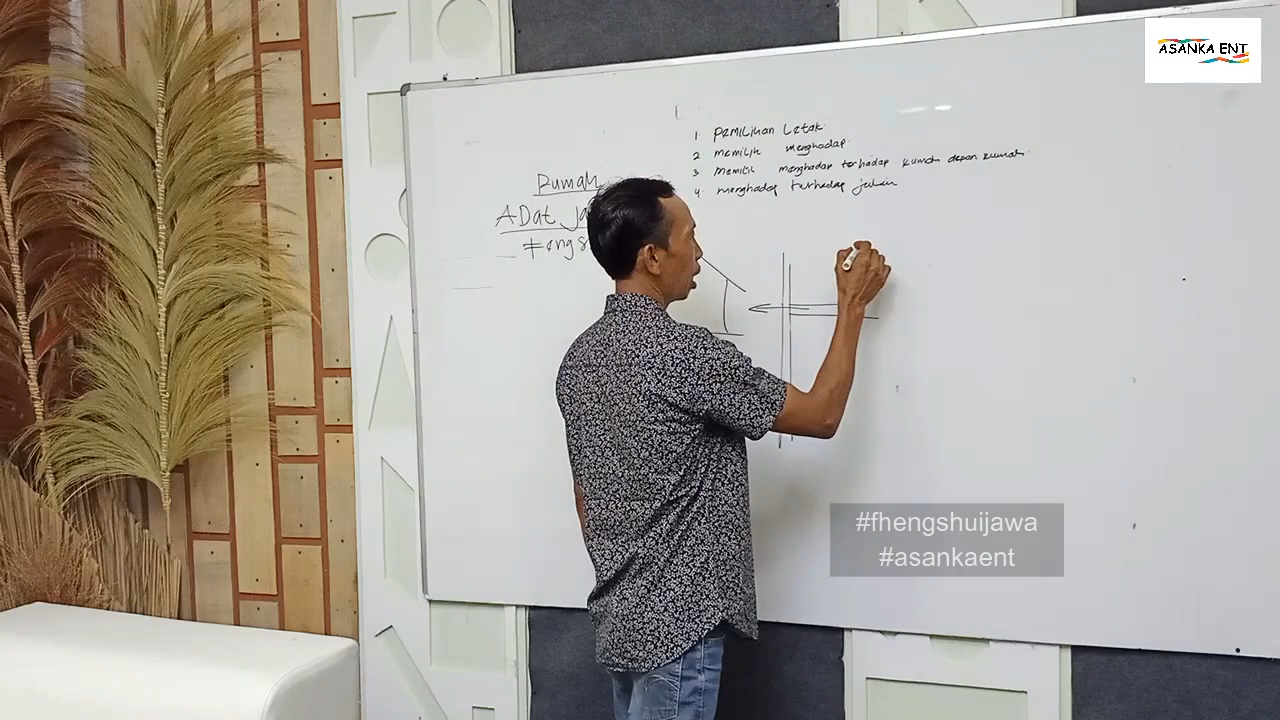 ASANKA ENT
Rumah
ADat Ja
Fengs
1. Pemilihan Letak
2 memilih menghadap
3 Memilih menghadap terhadap rumah depan rumah
4. menghadap terhadap jalan
#fhengshuijawa
#asankaent